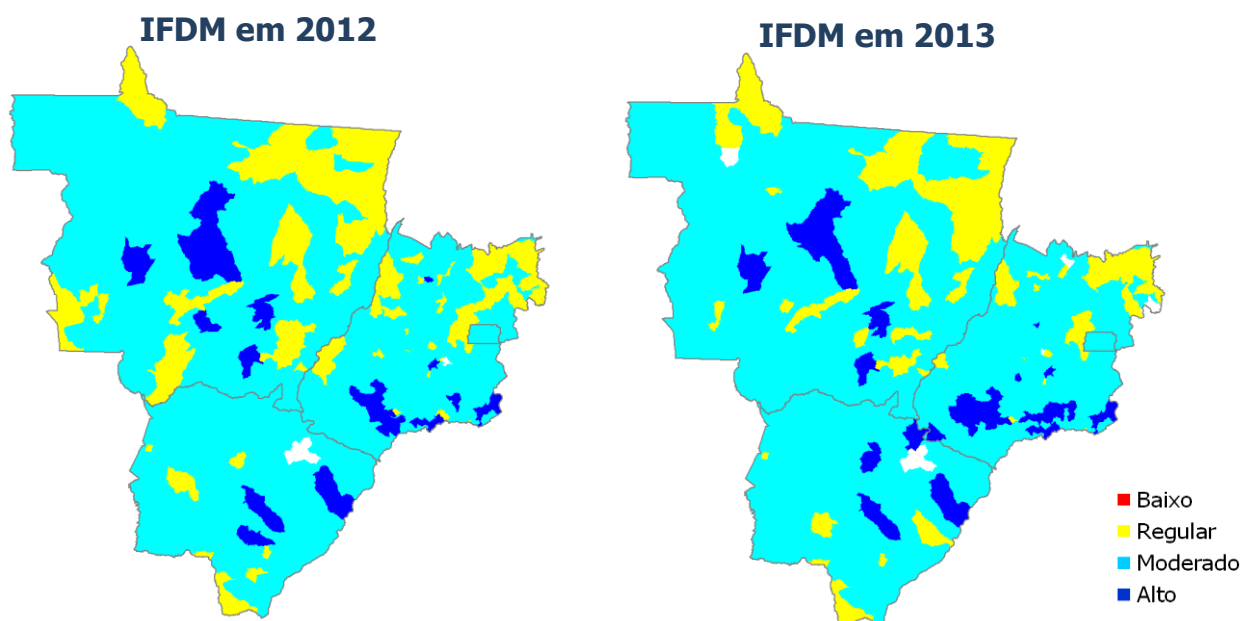 IFDM em 2012
IFDM em 2013
Baixo
Regular
Moderado
Alto